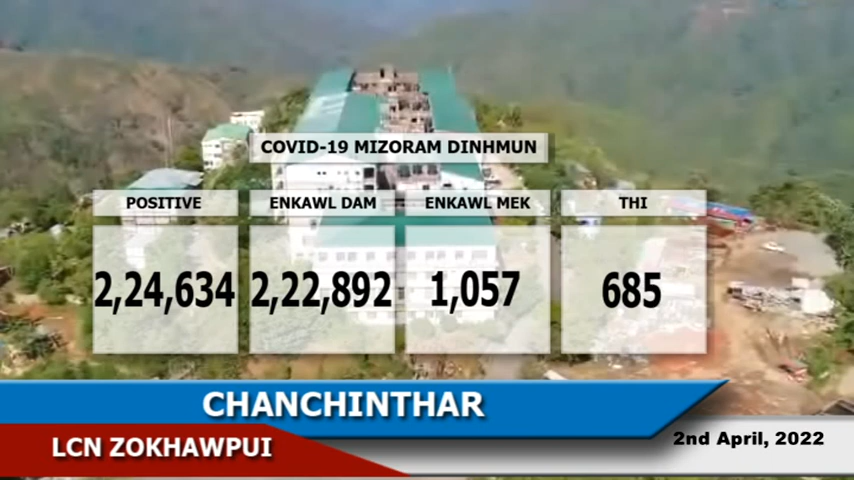 COVID-19 MIZORAM DINHMUN
POSITIVE ENKAWL DAM ENKAWL MEK THI
2,24,634 2,22,892 1,057 685
CHANCHINTHAR
LCN ZOKHAWPUI
2nd April, 2022